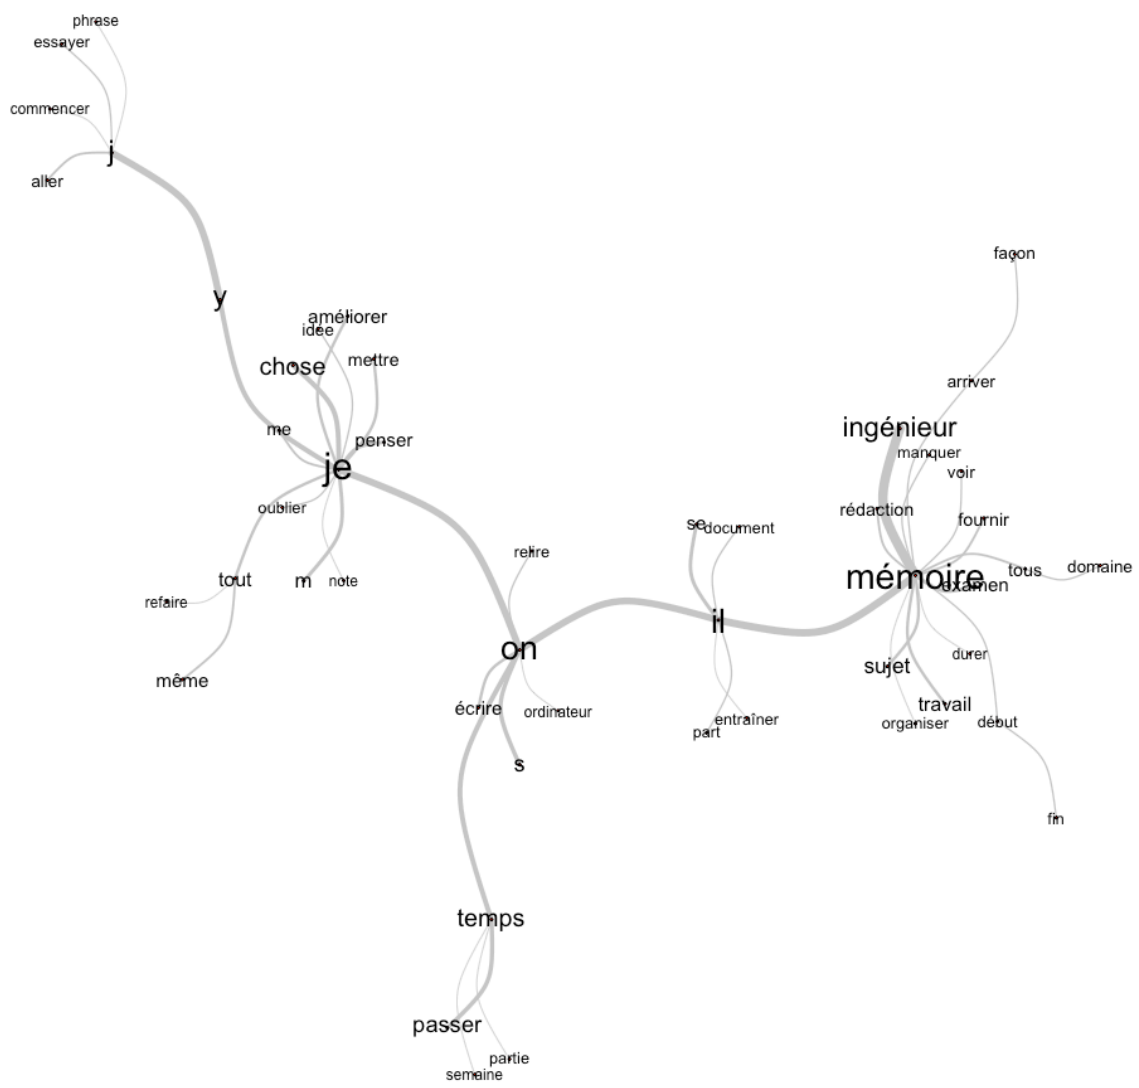 phrase
essayer
commencer
j
aller
façon
y
améliorer
idée
chose
mettre
arriver
ingénieur
me
penser
manquer
je
voir
oublier
rédaction
se
document
fournir
relire
tout
m
note
mémoire
examen
tous
domaine
refaire
il
on
durer
même
sujet
écrire
ordinateur
travail
part
entraîner
organiser
début
s
fin
temps
passer
partie
semaine